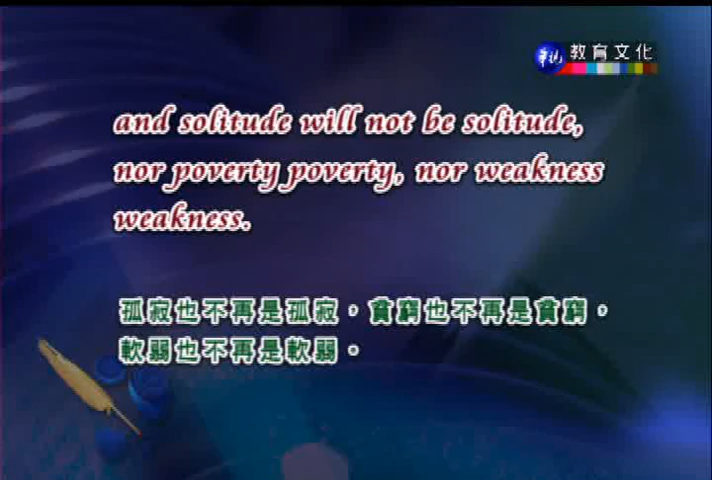 華視 教育文化
and solitude will not be solitude,
nor poverty poverty, nor weakness
weakness.
孤寂也不再是孤寂，貧窮也不再是貧窮，
軟弱也不再是軟弱。